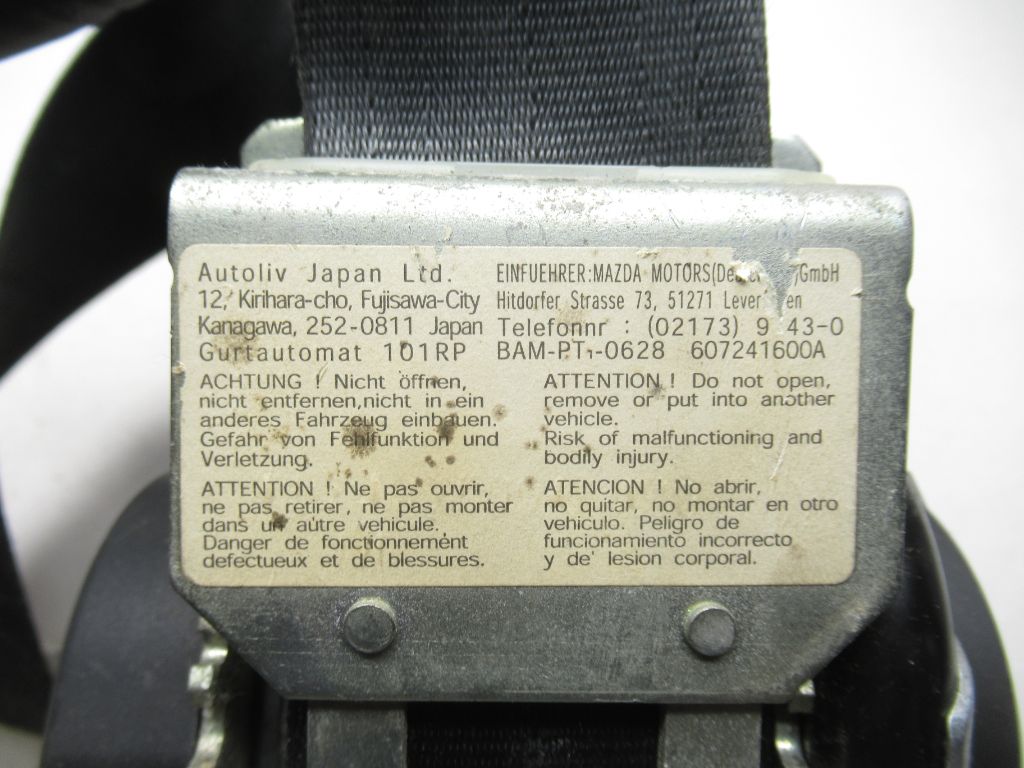 Autoliv Japan Ltd.
12, Kirihara-cho, Fujisawa-City
Kanagawa, 252-0811 Japan
Gurtautomat 101RP
EINFUEHRER:MAZDA MOTORS GmbH
Hitdorfer Strasse 73, 51271
Telefonnr : (02173) 9 43-0
BAM-PT-0628 607241600A
ACHTUNG ! Nicht öffnen,
nicht entfernen,nicht in ein
anderes Fahrzeug einbauen.
Gefahr von Fehlfunktion und
Verletzung.
ATTENTION ! Do not open,
remove or put into another
vehicle.
Risk of malfunctioning and
bodily injury.
ATTENTION ! Ne pas ouvrir,
ne pas retirer, ne pas monter
dans un autre vehicule.
Danger de fonctionnement
defectueux et de blessures.
ATENCION ! No abrir,
no quitar, no montar en otro
vehiculo. Peligro de
funcionamiento incorrecto
y de lesion corporal.